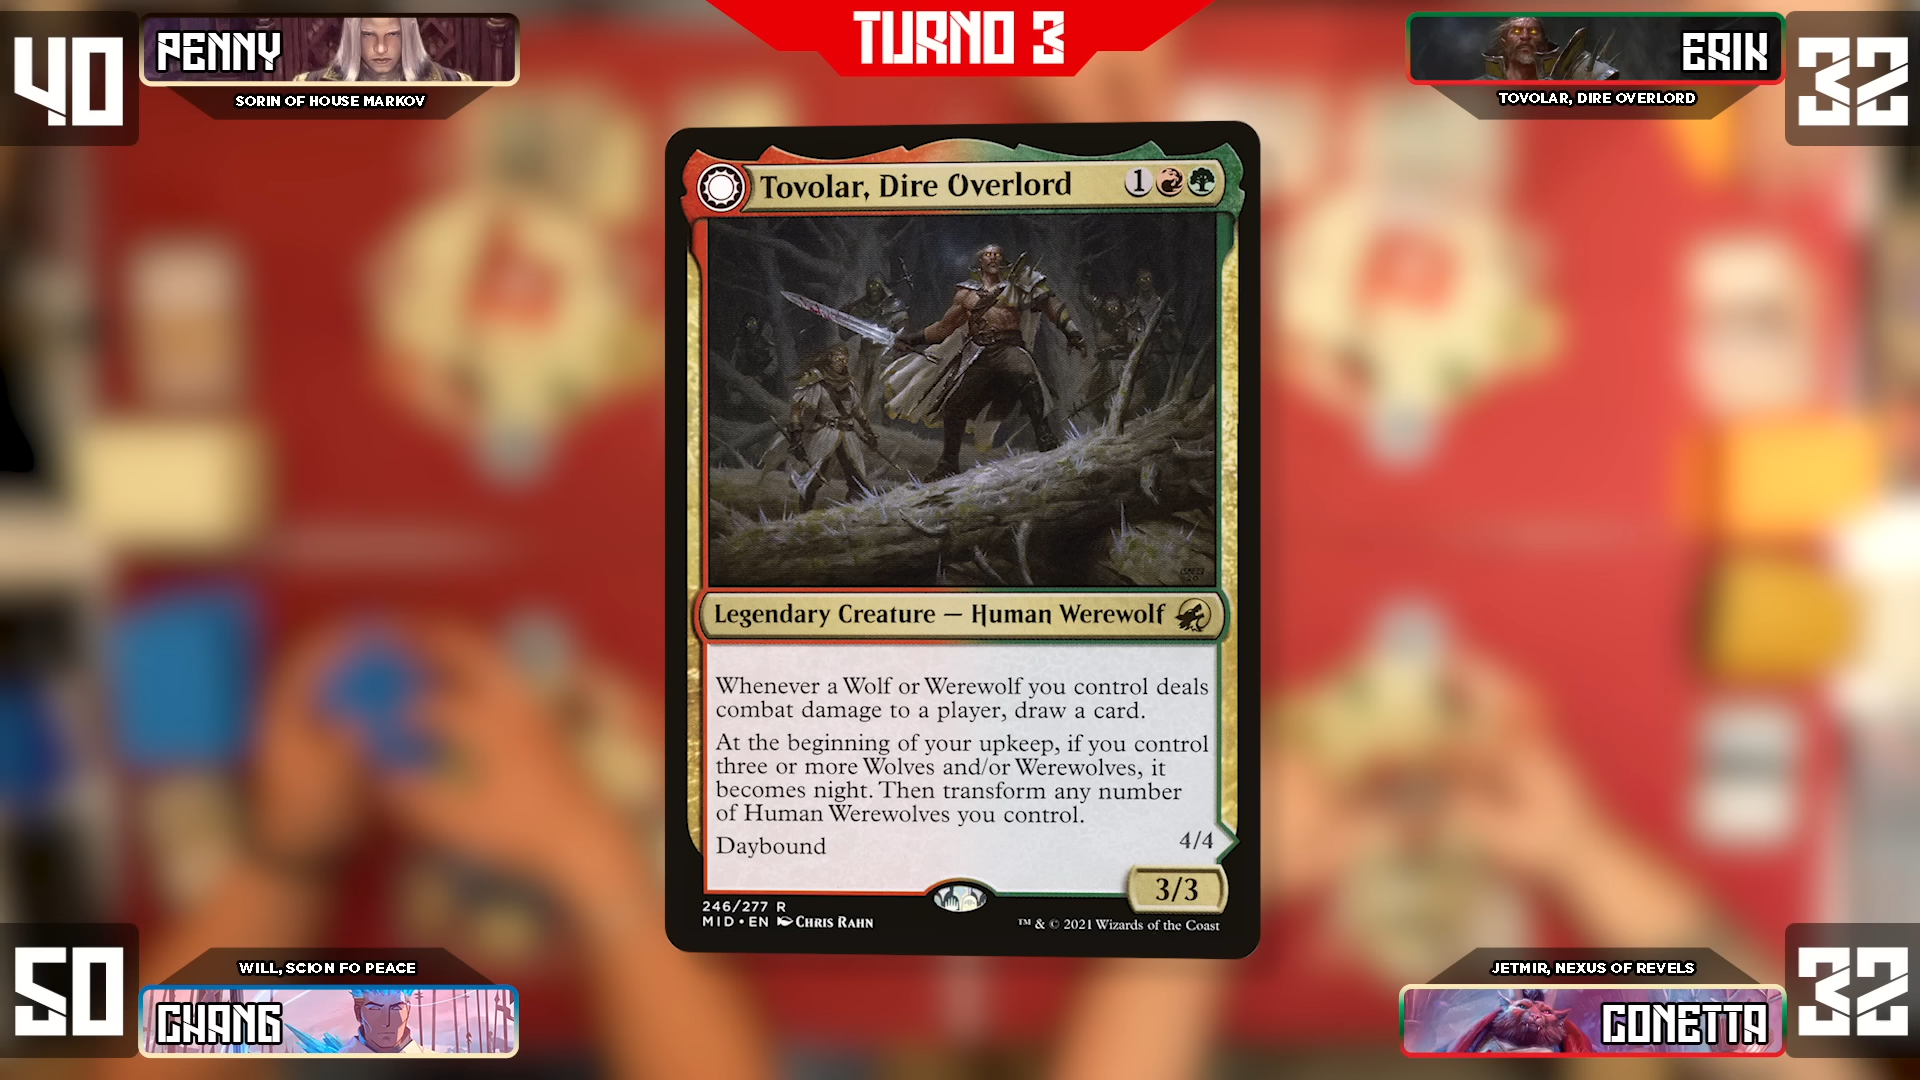 40
PENNY
SORIN OF HOUSE MARKOV
TURNO 3
ERIK
32
TOVOLAR, DIRE OVERLORD
Tovolar, Dire Overlord 1
Legendary Creature — Human Werewolf
Whenever a Wolf or Werewolf you control deals
combat damage to a player, draw a card.
At the beginning of your upkeep, if you control
three or more Wolves and/or Werewolves, it
becomes night. Then transform any number
of Human Werewolves you control.
Daybound
4/4
3/3
246/277 R
MID • EN CHRIS RAHN
™ & © 2021 Wizards of the Coast
WILL, SCION FO PEACE
50
CHANG
JETMIR, NEXUS OF REVELS
CONETTA
32